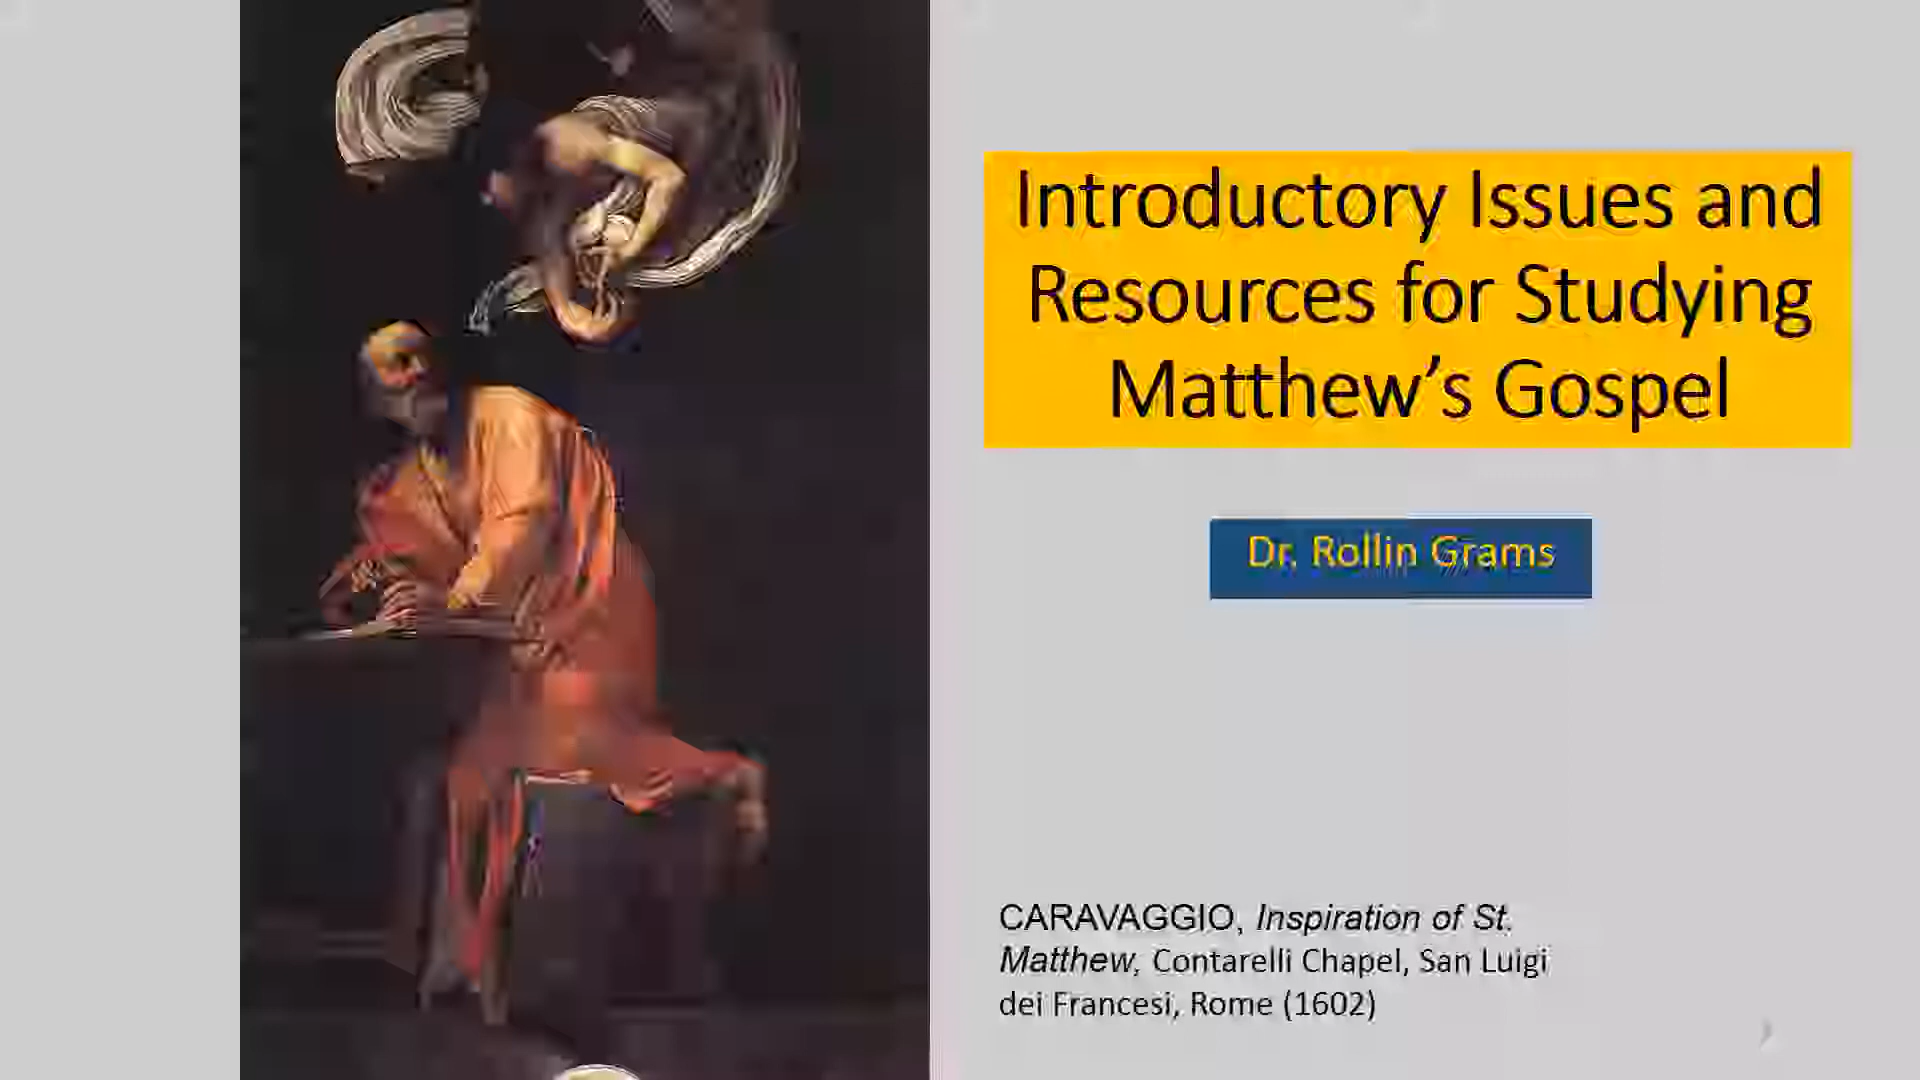 Introductory Issues and
Resources for Studying
Matthew’s Gospel
Dr. Rollin Grams
CARAVAGGIO, Inspiration of St.
Matthew, Contarelli Chapel, San Luigi
dei Francesi, Rome (1602)